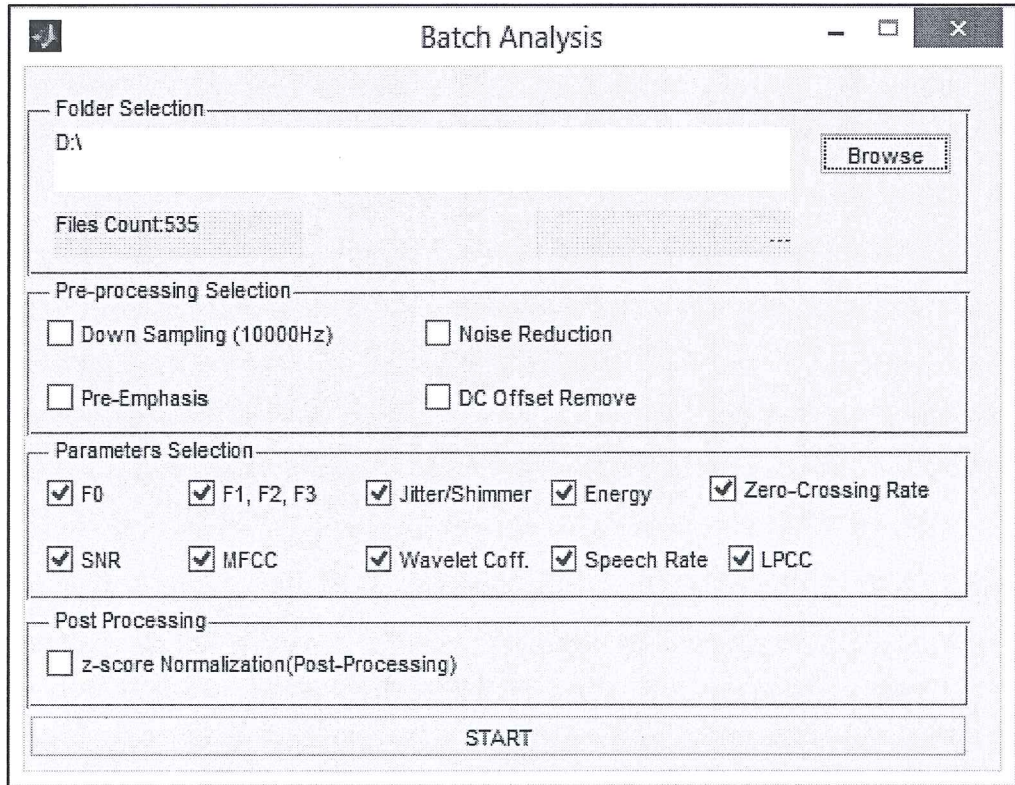 Batch Analysis
Folder Selection
D:\
Browse
Files Count:535
---
Pre-processing Selection
Down Sampling (10000Hz)
Noise Reduction
Pre-Emphasis
DC Offset Remove
Parameters Selection
F0
F1, F2, F3
Jitter/Shimmer
Energy
Zero-Crossing Rate
SNR
MFCC
Wavelet Coff.
Speech Rate
LPCC
Post Processing
z-score Normalization(Post-Processing)
START